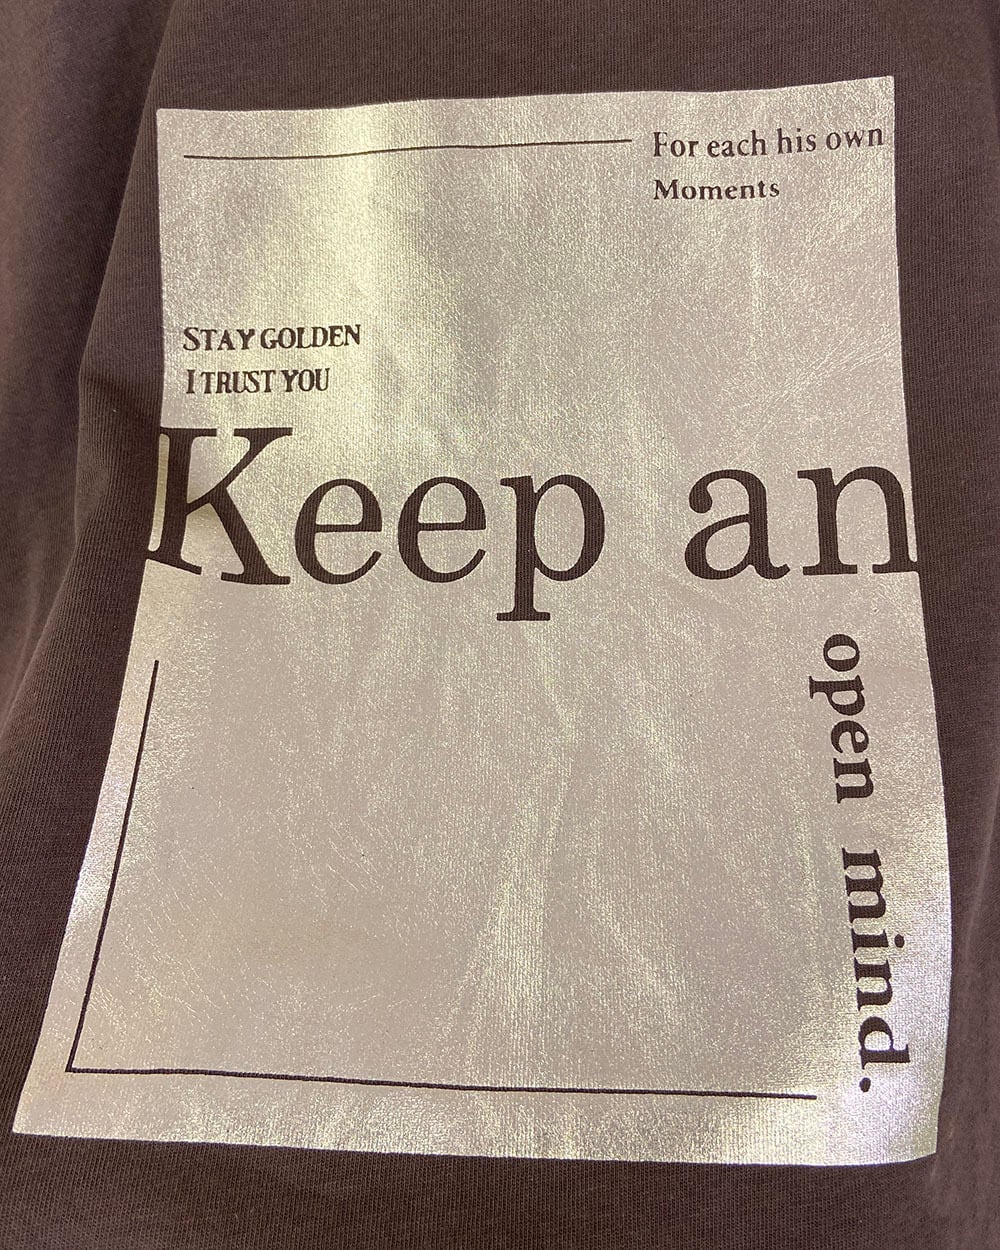 For each his own
Moments
STAY GOLDEN
I TRUST YOU
Keep an
open mind.